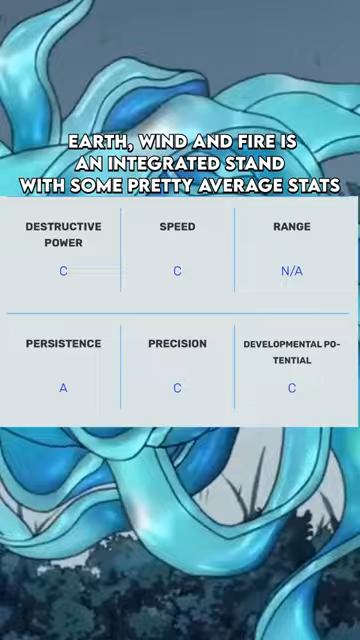 EARTH, WIND AND FIRE IS
AN INTEGRATED STAND
WITH SOME PRETTY AVERAGE STATS
DESTRUCTIVE
POWER
C
SPEED
C
RANGE
N/A
PERSISTENCE
A
PRECISION
C
DEVELOPMENTAL PO-
TENTIAL
C